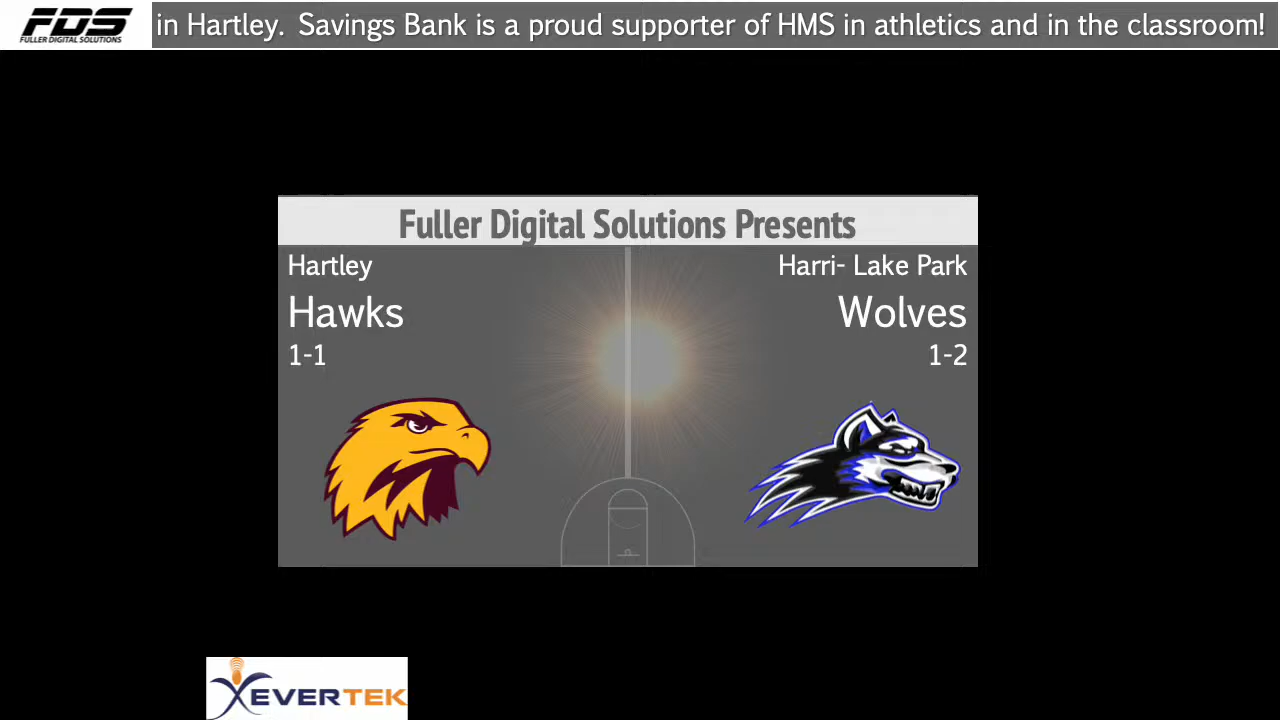 FDS
FULLER DIGITAL SOLUTIONS
in Hartley. Savings Bank is a proud supporter of HMS in athletics and in the classroom!
Fuller Digital Solutions Presents
Hartley
Harri- Lake Park
Hawks
Wolves
1-1
1-2
EVERTEK